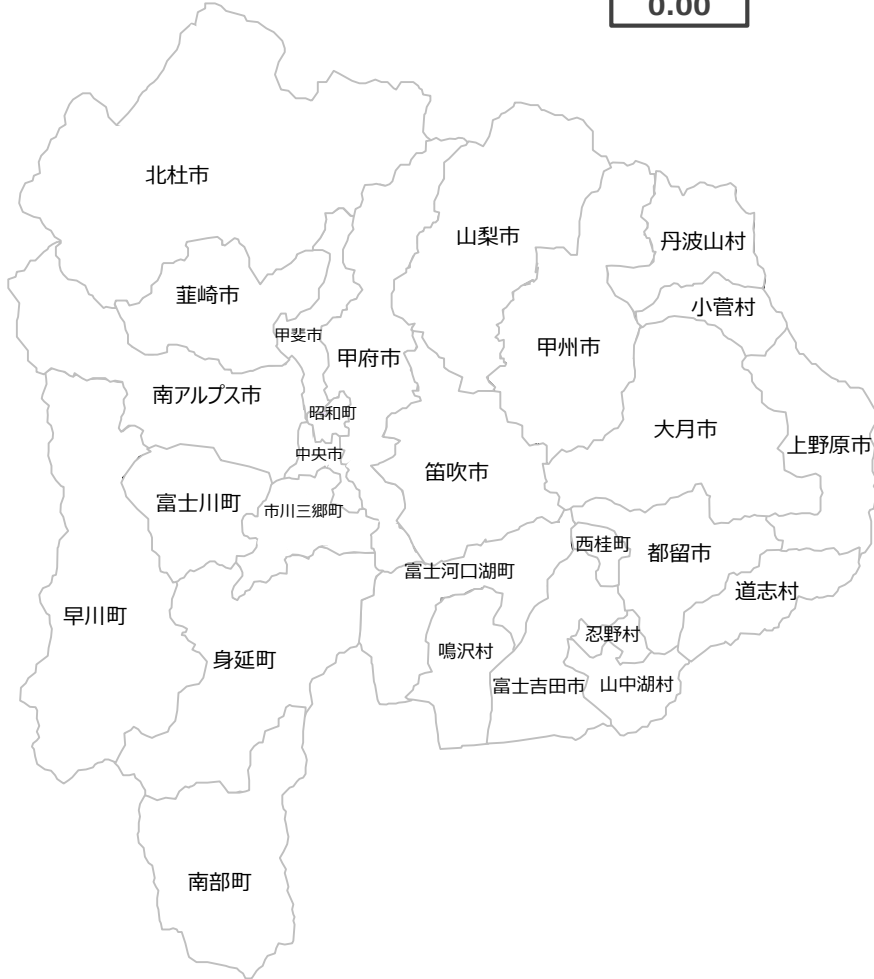 0.00
北杜市
山梨市
丹波山村
韮崎市
小菅村
甲斐市
甲府市
甲州市
南アルプス市
昭和町
大月市
上野原市
中央市
笛吹市
富士川町
市川三郷町
西桂町
都留市
富士河口湖町
道志村
早川町
忍野村
鳴沢村
身延町
富士吉田市
山中湖村
南部町